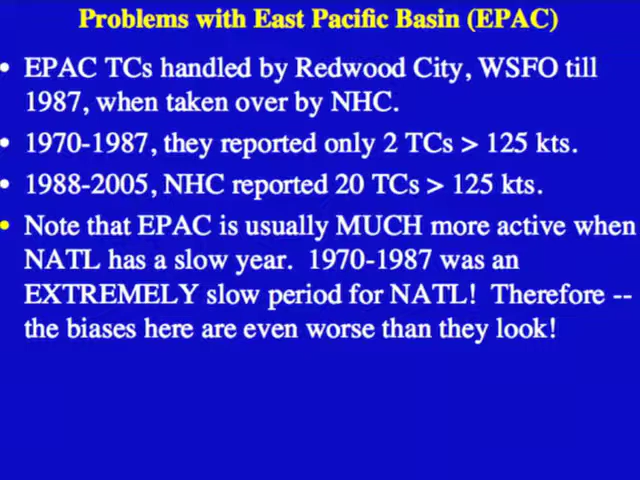 Problems with East Pacific Basin (EPAC)
• EPAC TCs handled by Redwood City, WSFO till
1987, when taken over by NHC.
• 1970-1987, they reported only 2 TCs > 125 kts.
• 1988-2005, NHC reported 20 TCs > 125 kts.
• Note that EPAC is usually MUCH more active when
NATL has a slow year. 1970-1987 was an
EXTREMELY slow period for NATL! Therefore --
the biases here are even worse than they look!